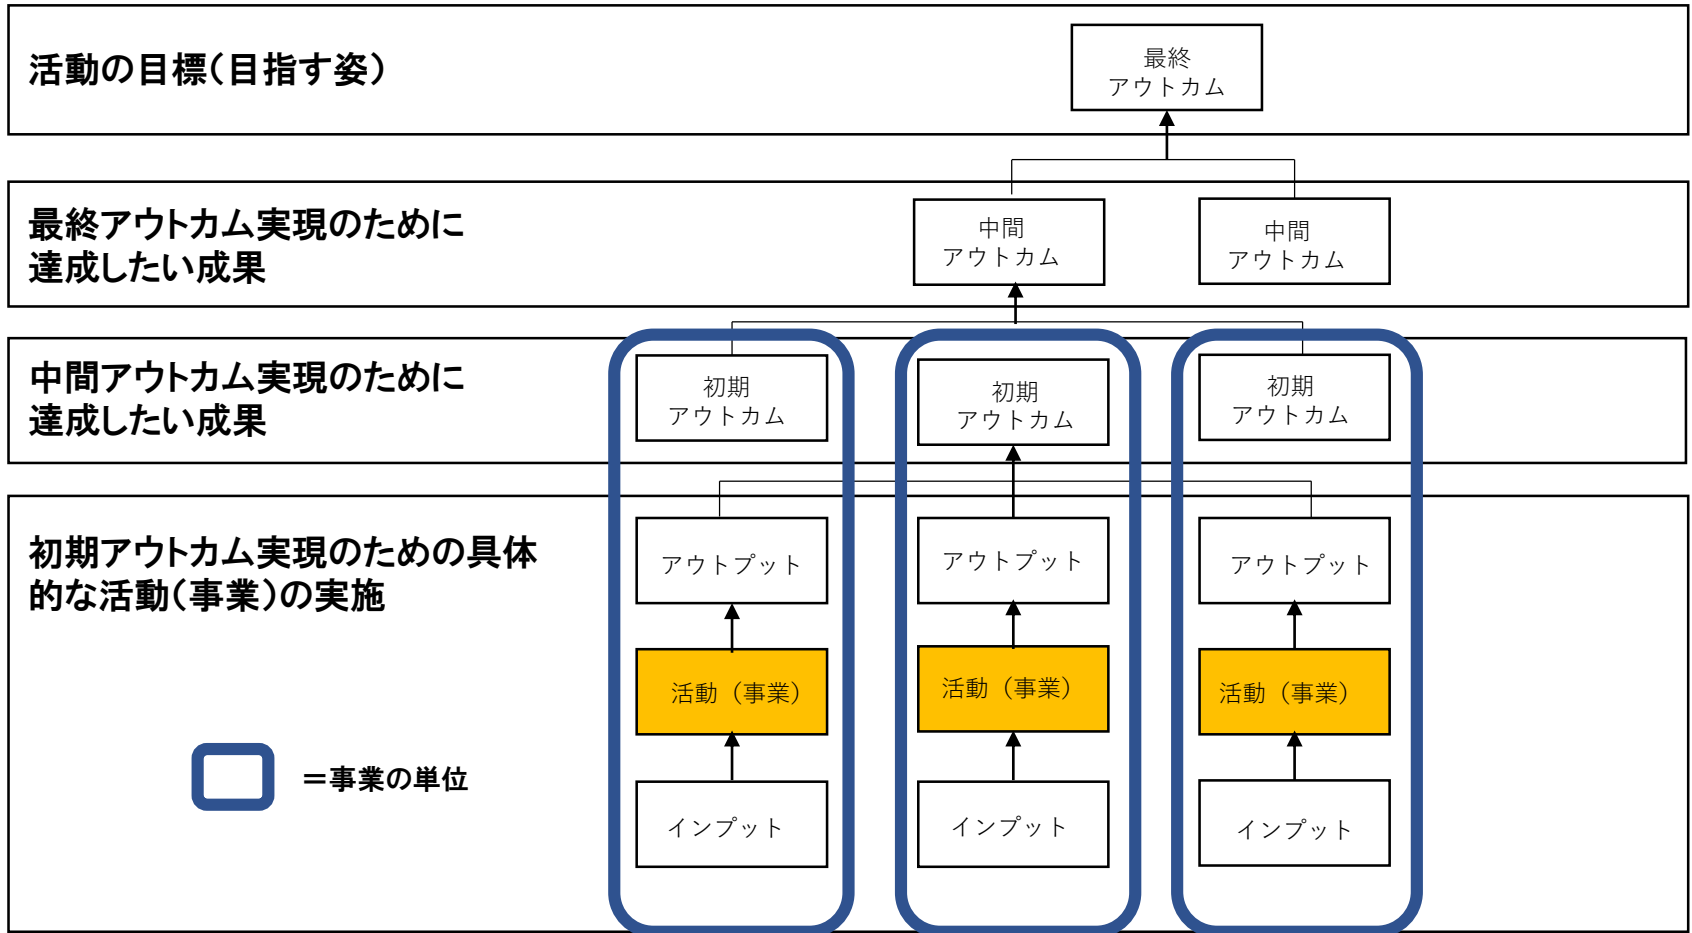 活動の目標(目指す姿)
最終
アウトカム
最終アウトカム実現のために
達成したい成果
中間
アウトカム
中間
アウトカム
中間アウトカム実現のために
達成したい成果
初期
アウトカム
初期
アウトカム
初期
アウトカム
初期アウトカム実現のための具体
的な活動(事業)の実施
アウトプット
アウトプット
アウトプット
活動（事業）
活動（事業）
活動（事業）
＝事業の単位
インプット
インプット
インプット